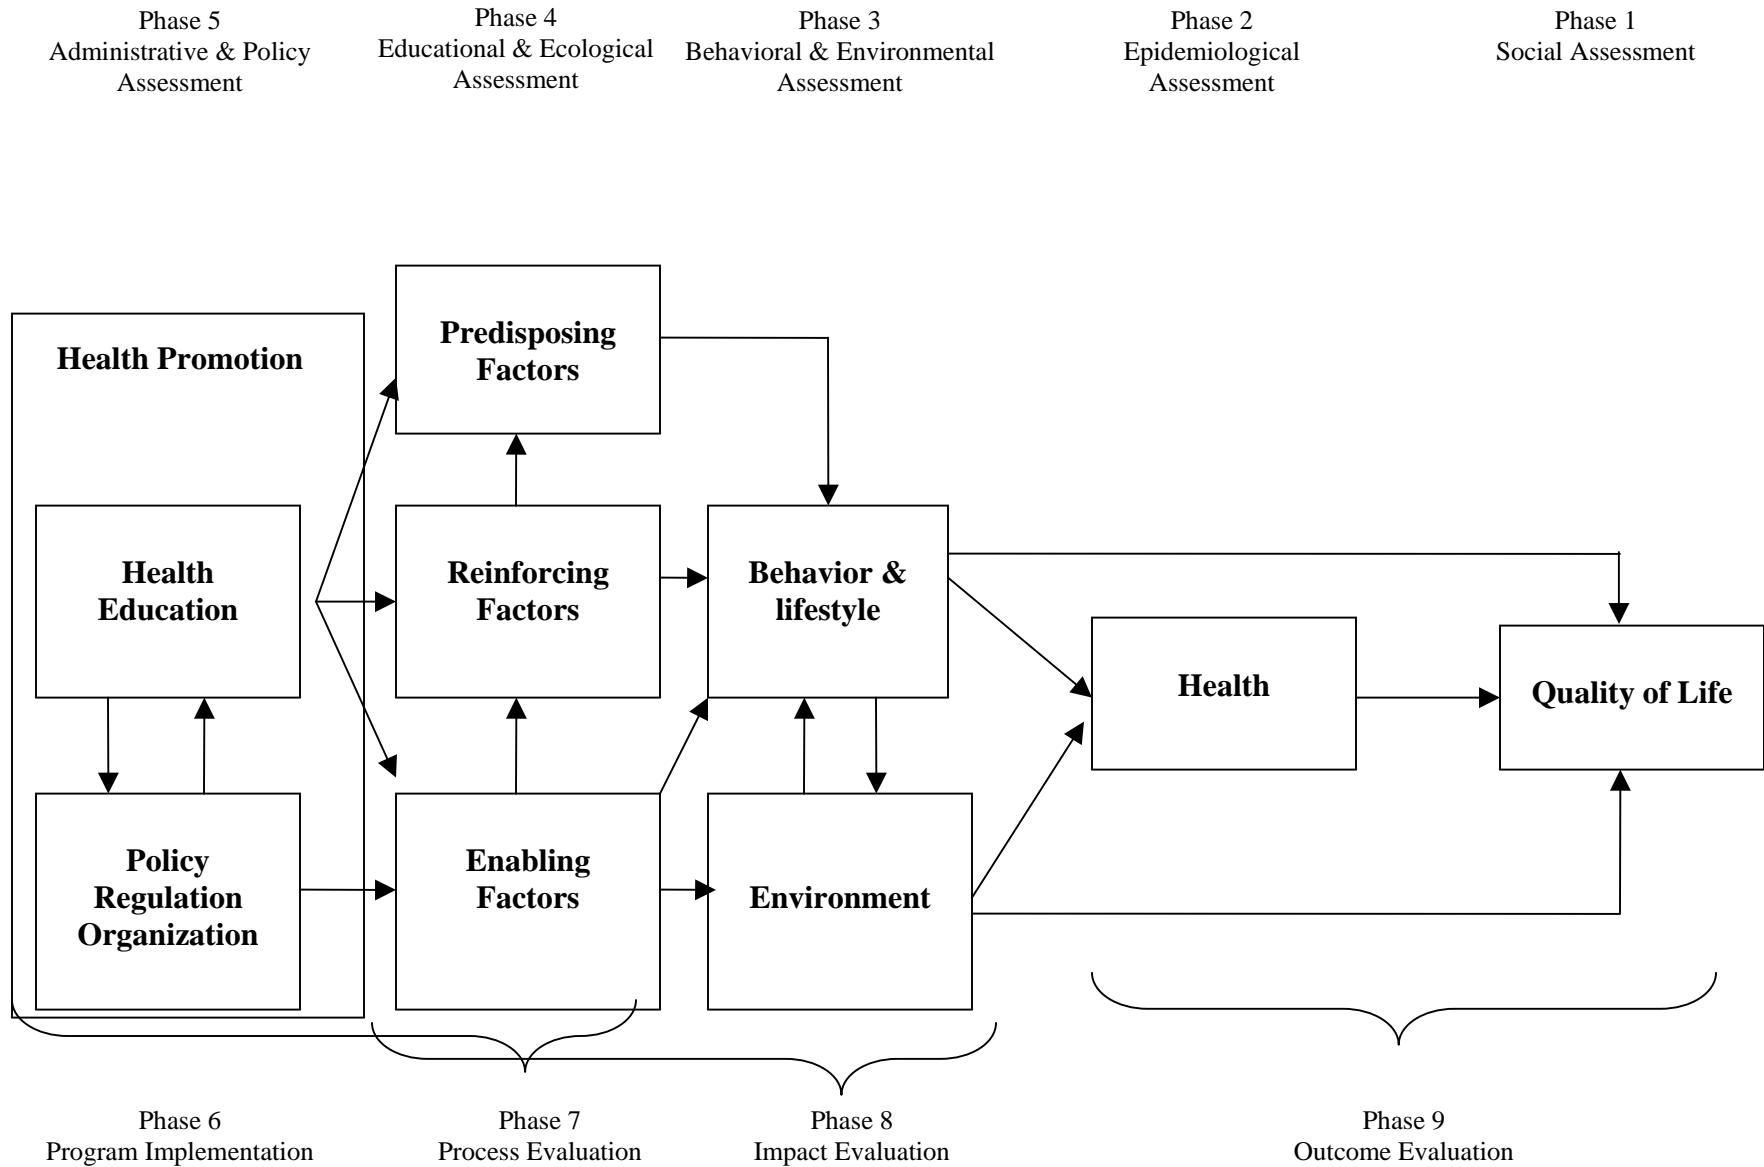 Phase 5
Administrative & Policy
Assessment
Phase 4
Educational & Ecological
Assessment
Phase 3
Behavioral & Environmental
Assessment
Phase 2
Epidemiological
Assessment
Phase 1
Social Assessment
Health Promotion
Predisposing
Factors
Health
Education
Reinforcing
Factors
Behavior &
lifestyle
Health
Quality of Life
Policy
Regulation
Organization
Enabling
Factors
Environment
Phase 6
Program Implementation
Phase 7
Process Evaluation
Phase 8
Impact Evaluation
Phase 9
Outcome Evaluation